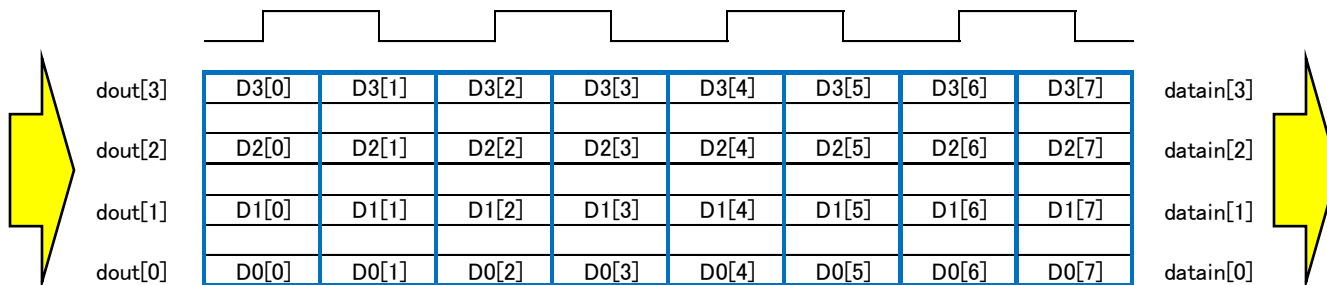 dout[3] D3[0] D3[1] D3[2] D3[3] D3[4] D3[5] D3[6] D3[7] datain[3]
dout[2] D2[0] D2[1] D2[2] D2[3] D2[4] D2[5] D2[6] D2[7] datain[2]
dout[1] D1[0] D1[1] D1[2] D1[3] D1[4] D1[5] D1[6] D1[7] datain[1]
dout[0] D0[0] D0[1] D0[2] D0[3] D0[4] D0[5] D0[6] D0[7] datain[0]